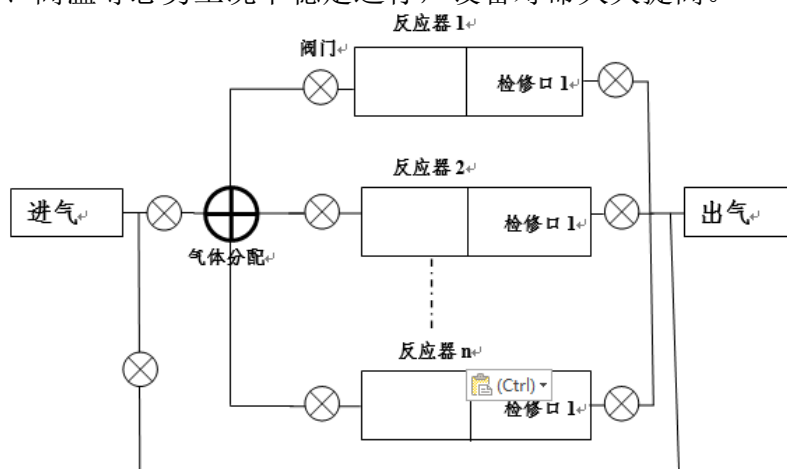 反应器 1
阀门
检修口 1
反应器 2
进气
检修口 1
出气
气体分配
反应器 n
(Ctrl)
检修口 1